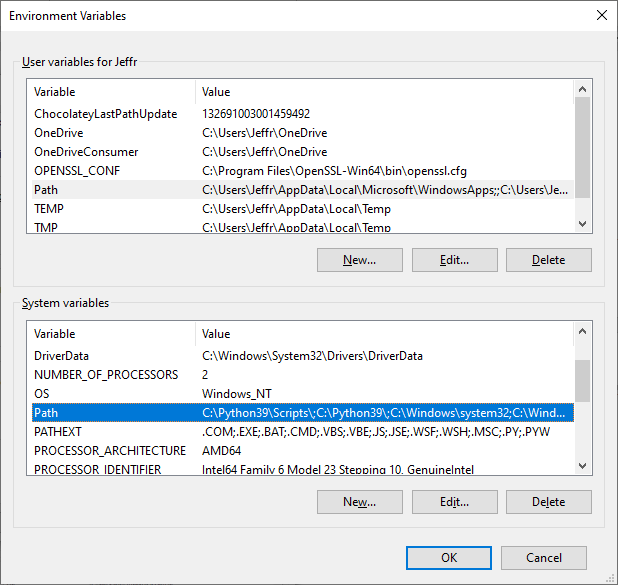 Environment Variables
User variables for Jeffr
Variable Value
ChocolateyLastPathUpdate 132691003001459492
OneDrive C:\Users\Jeffr\OneDrive
OneDriveConsumer C:\Users\Jeffr\OneDrive
OPENSSL_CONF C:\Program Files\OpenSSL-Win64\bin\openssl.cfg
Path C:\Users\Jeffr\AppData\Local\Microsoft\WindowsApps;;C:\Users\Je...
TEMP C:\Users\Jeffr\AppData\Local\Temp
TMP C:\Users\Jeffr\AppData\Local\Temp
New... Edit... Delete
System variables
Variable Value
DriverData C:\Windows\System32\Drivers\DriverData
NUMBER_OF_PROCESSORS 2
OS Windows_NT
Path C:\Python39\Scripts\;C:\Python39\;C:\Windows\system32;C:\Wind...
PATHEXT .COM;.EXE;.BAT;.CMD;.VBS;.VBE;.JS;.JSE;.WSF;.WSH;.MSC;.PY;.PYW
PROCESSOR_ARCHITECTURE AMD64
PROCESSOR_IDENTIFIER Intel64 Family 6 Model 23 Stepping 10, GenuineIntel
New... Edit... Delete
OK Cancel